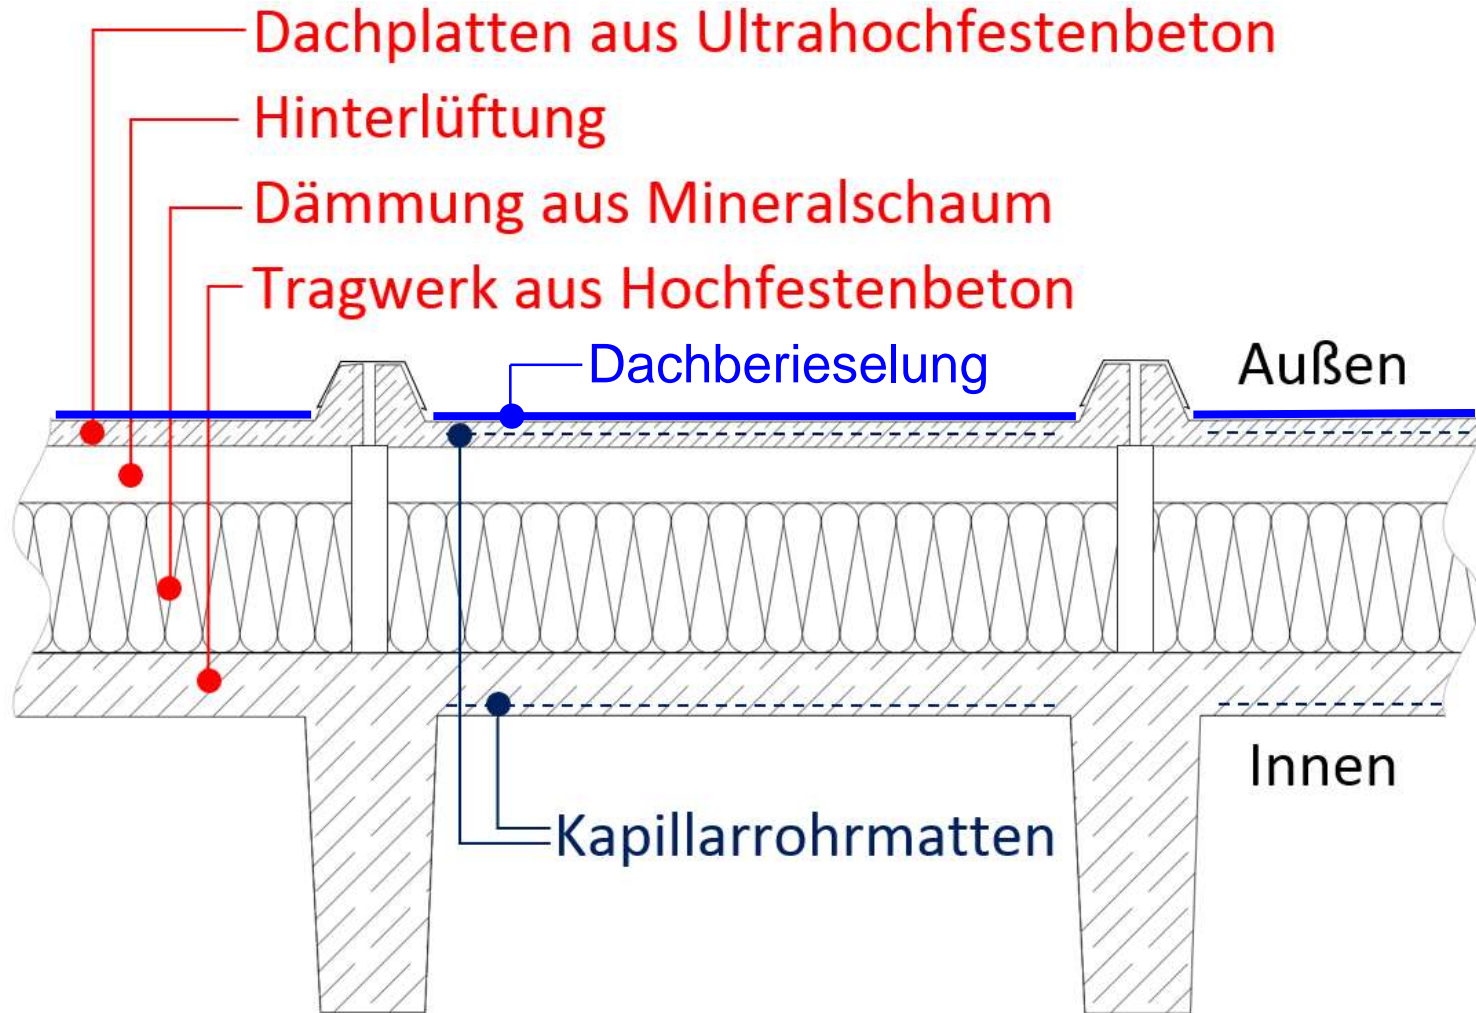 Dachplatten aus Ultrahochfestenbeton
Hinterlüftung
Dämmung aus Mineralschaum
Tragwerk aus Hochfestenbeton
Dachberieselung
Außen
Innen
Kapillarrohrmatten